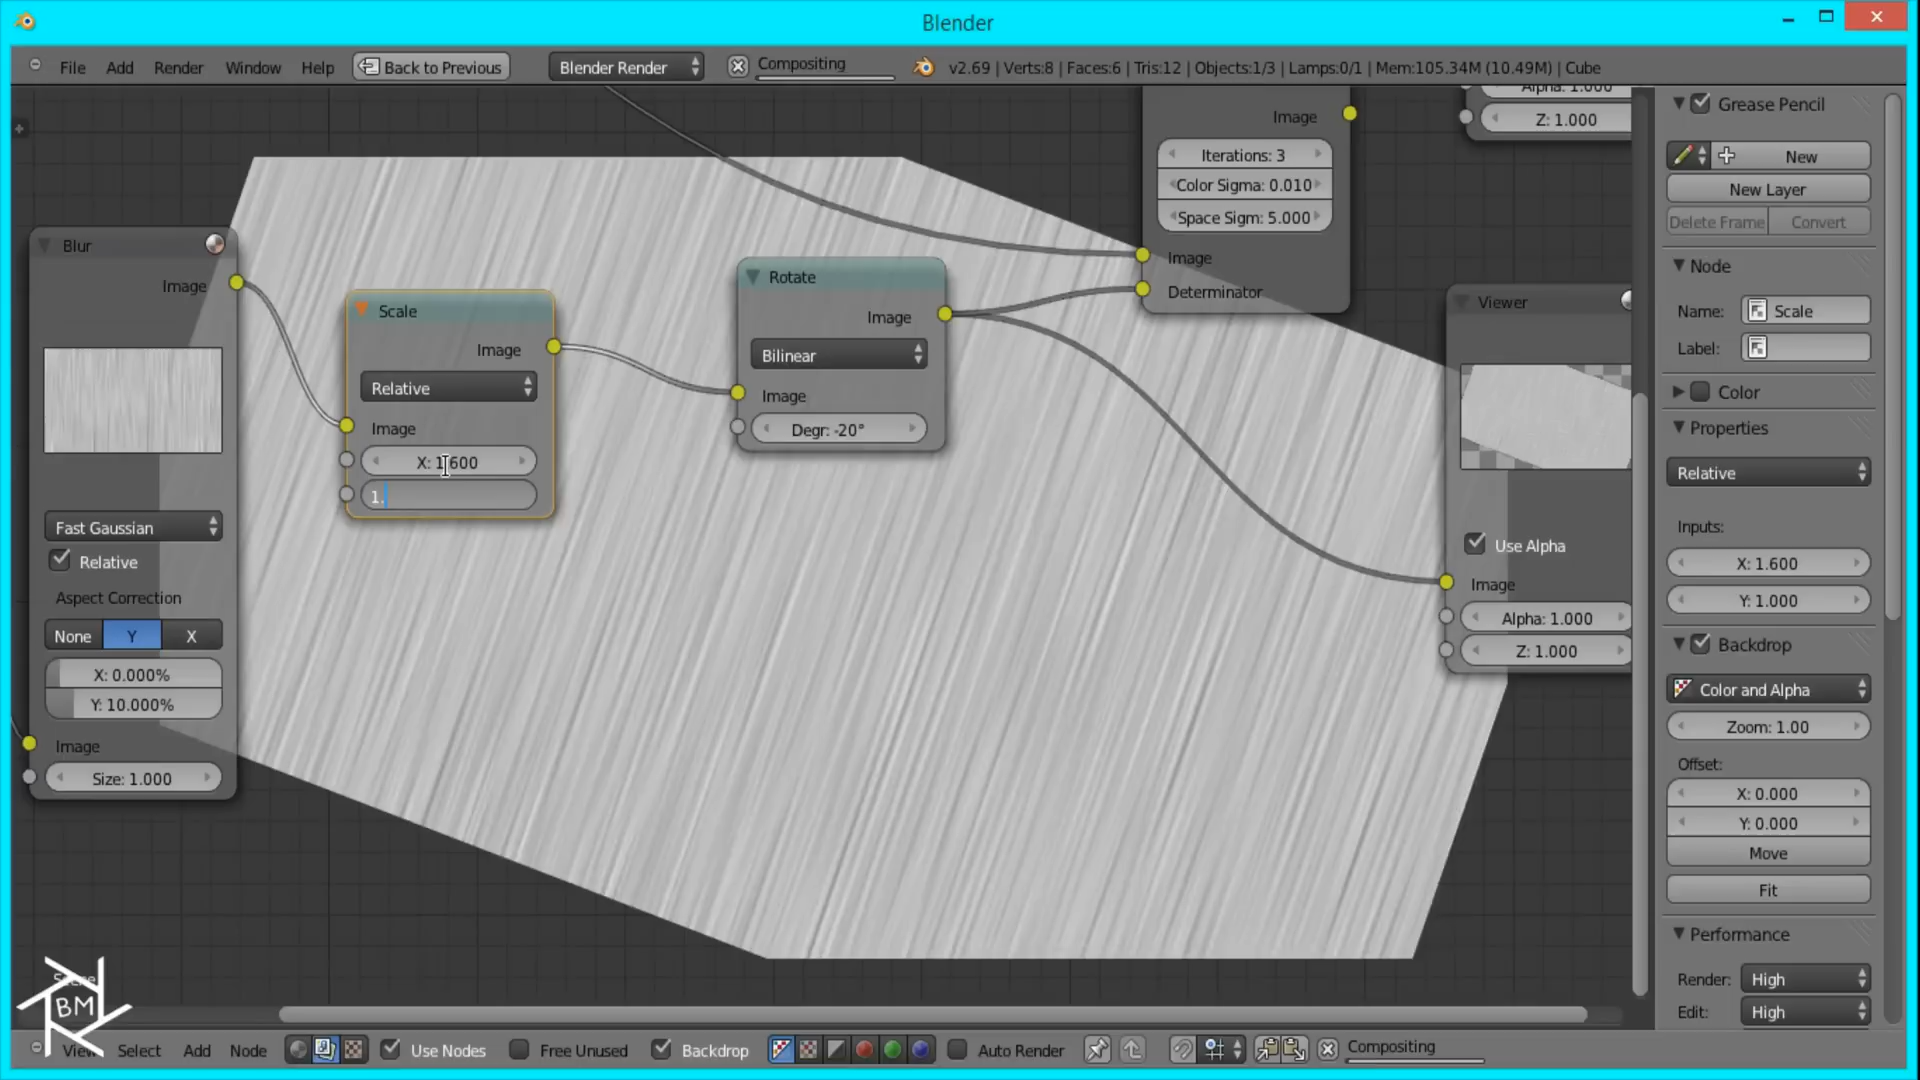 Blender
File Add Render Window Help Back to Previous Blender Render Compositing v2.69 | Verts:8 | Faces:6 | Tris:12 | Objects:1/3 | Lamps:0/1 | Mem:105.34M (10.49M) | Cube
Blur
Image
Fast Gaussian
Relative
Aspect Correction
None Y X
X: 0.000%
Y: 10.000%
Image
Size: 1.000
Scale
Image
Relative
Image
X: 1.600
1.
Rotate
Image
Bilinear
Image
Degr: -20°
Image
Iterations: 3
Color Sigma: 0.010
Space Sigm: 5.000
Image
Determinator
Alpha: 1.000
Z: 1.000
Viewer
Use Alpha
Image
Alpha: 1.000
Z: 1.000
Grease Pencil
New
New Layer
Delete Frame Convert
Node
Name: Scale
Label:
Color
Properties
Relative
Inputs:
X: 1.600
Y: 1.000
Backdrop
Color and Alpha
Zoom: 1.00
Offset:
X: 0.000
Y: 0.000
Move
Fit
Performance
Render: High
Edit: High
Scene
BM
View Select Add Node Use Nodes Free Unused Backdrop Auto Render Compositing